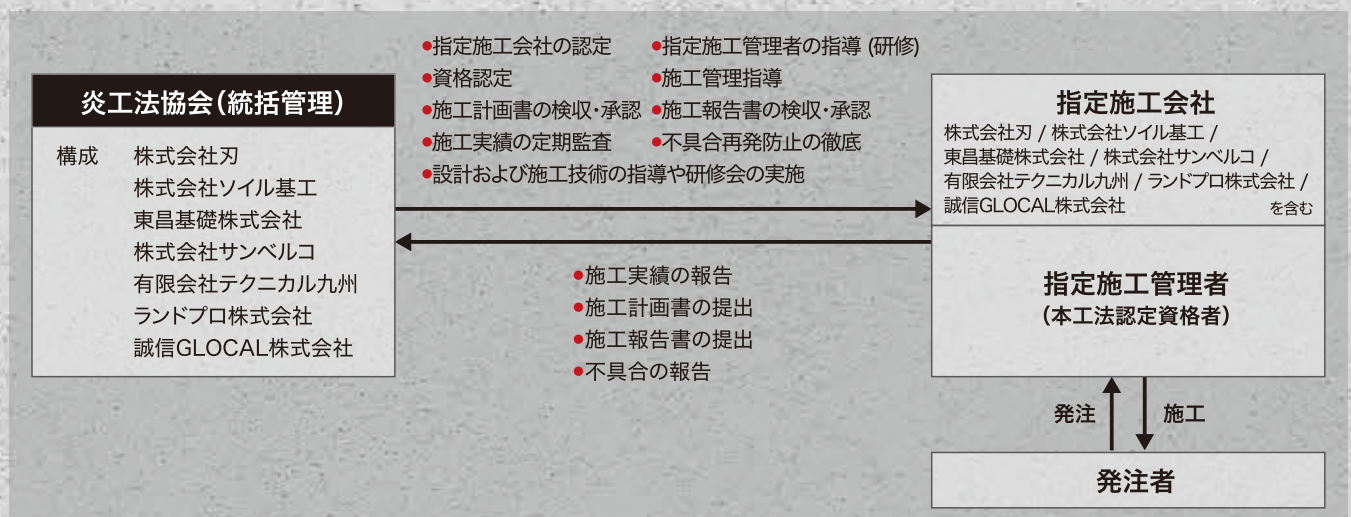 炎工法協会(統括管理)
構成 株式会社刃
株式会社ソイル基工
東昌基礎株式会社
株式会社サンベルコ
有限会社テクニカル九州
ランドプロ株式会社
誠信GLOCAL株式会社
●指定施工会社の認定 ●指定施工管理者の指導 (研修)
●資格認定 ●施工管理指導
●施工計画書の検収・承認 ●施工報告書の検収・承認
●施工実績の定期監査 ●不具合再発防止の徹底
●設計および施工技術の指導や研修会の実施
●施工実績の報告
●施工計画書の提出
●施工報告書の提出
●不具合の報告
指定施工会社
株式会社刃 / 株式会社ソイル基工 /
東昌基礎株式会社 / 株式会社サンベルコ /
有限会社テクニカル九州 / ランドプロ株式会社 /
誠信GLOCAL株式会社 を含む
指定施工管理者
(本工法認定資格者)
発注 施工
発注者